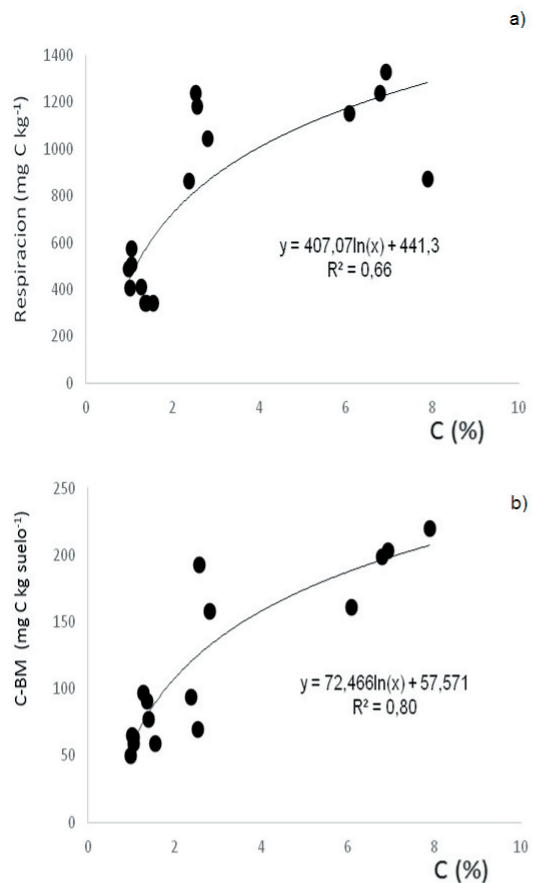 a)
Respiracion (mg C kg⁻¹)
1400
1200
1000
800
600
400
200
0
y = 407,07ln(x) + 441,3
R² = 0,66
0 2 4 6 8 10
C (%)
b)
C-BM (mg C kg suelo⁻¹)
250
200
150
100
50
0
y = 72,466ln(x) + 57,571
R² = 0,80
0 2 4 6 8 10
C (%)